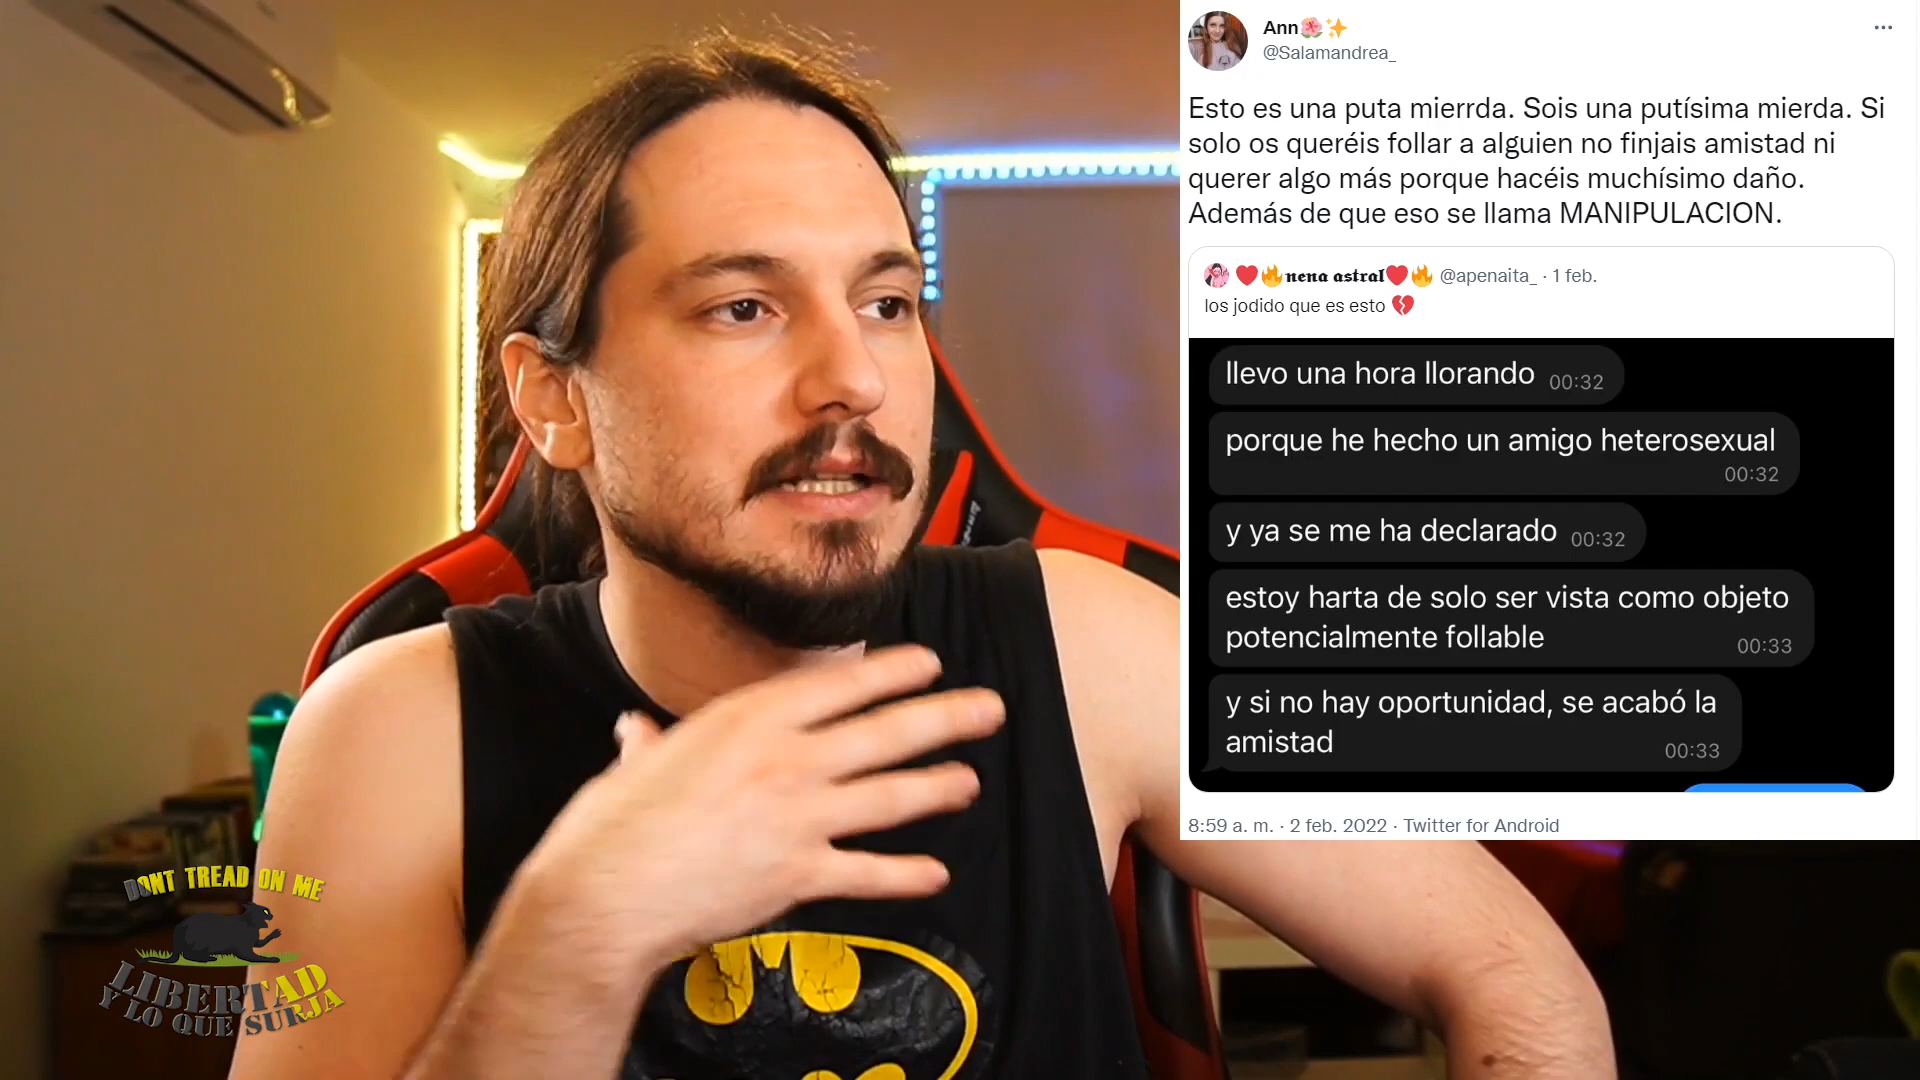 Ann🌺✨
@Salamandrea_
Esto es una puta mierrda. Sois una putísima mierda. Si
solo os queréis follar a alguien no finjais amistad ni
querer algo más porque hacéis muchísimo daño.
Además de que eso se llama MANIPULACION.
❤️🔥nena astral❤️🔥 @apenaita_ · 1 feb.
los jodido que es esto 💔
llevo una hora llorando 00:32
porque he hecho un amigo heterosexual
00:32
y ya se me ha declarado 00:32
estoy harta de solo ser vista como objeto
potencialmente follable 00:33
y si no hay oportunidad, se acabó la
amistad 00:33
8:59 a. m. · 2 feb. 2022 · Twitter for Android
DONT TREAD ON ME
LIBERTAD
Y LO QUE SURJA